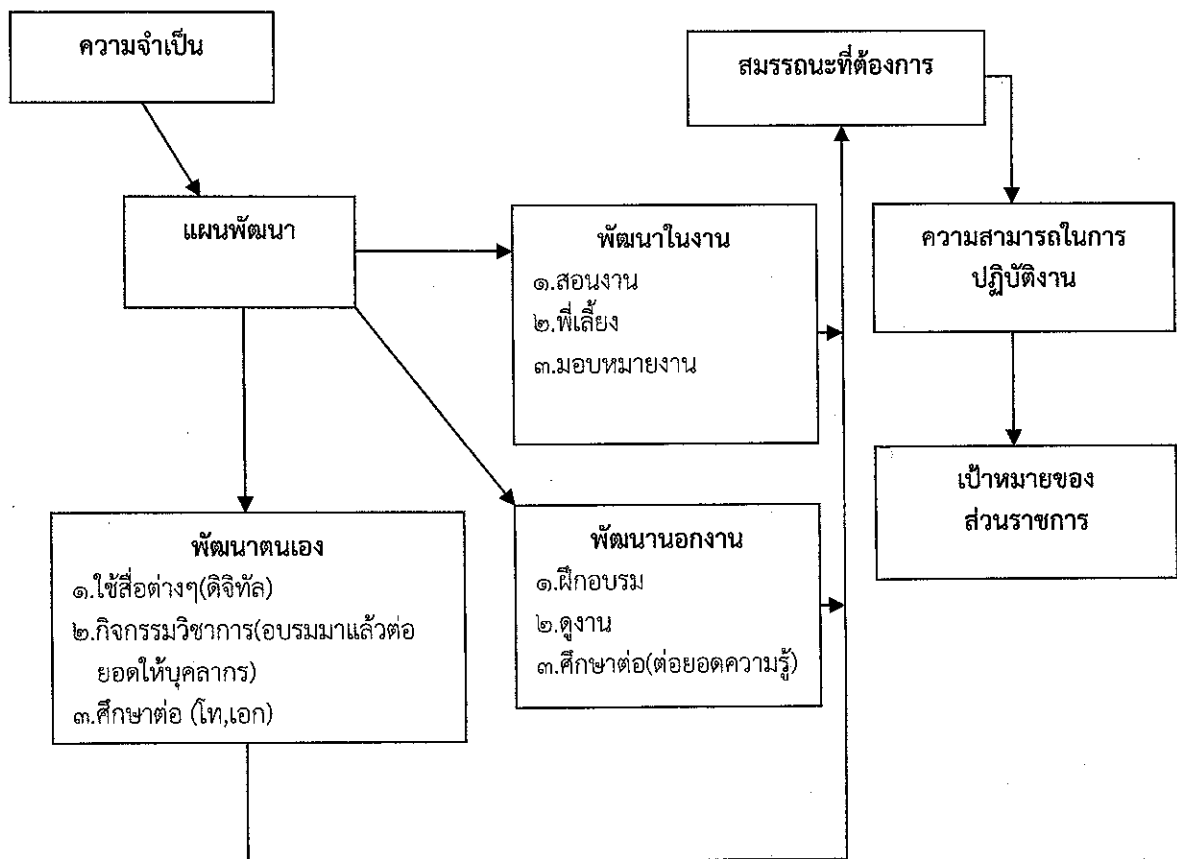 ความจำเป็น
สมรรถนะที่ต้องการ
แผนพัฒนา
พัฒนาในงาน
๑.สอนงาน
๒.พี่เลี้ยง
๓.มอบหมายงาน
ความสามารถในการ
ปฏิบัติงาน
เป้าหมายของ
ส่วนราชการ
พัฒนาตนเอง
๑.ใช้สื่อต่างๆ(ดิจิทัล)
๒.กิจกรรมวิชาการ(อบรมมาแล้วต่อ
ยอดให้บุคลากร)
๓.ศึกษาต่อ (โท,เอก)
พัฒนานอกงาน
๑.ฝึกอบรม
๒.ดูงาน
๓.ศึกษาต่อ(ต่อยอดความรู้)